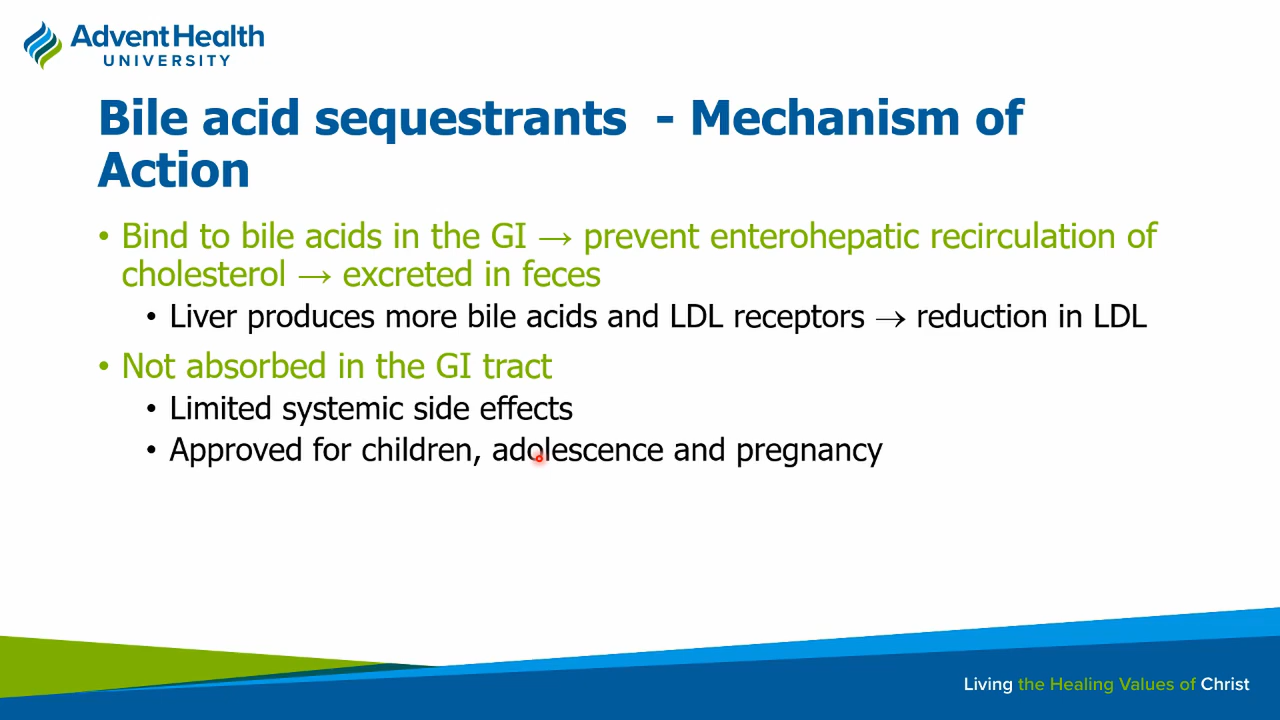 AdventHealth
UNIVERSITY
Bile acid sequestrants  - Mechanism of
Action
• Bind to bile acids in the GI → prevent enterohepatic recirculation of
cholesterol → excreted in feces
• Liver produces more bile acids and LDL receptors → reduction in LDL
• Not absorbed in the GI tract
• Limited systemic side effects
• Approved for children, adolescence and pregnancy
Living the Healing Values of Christ